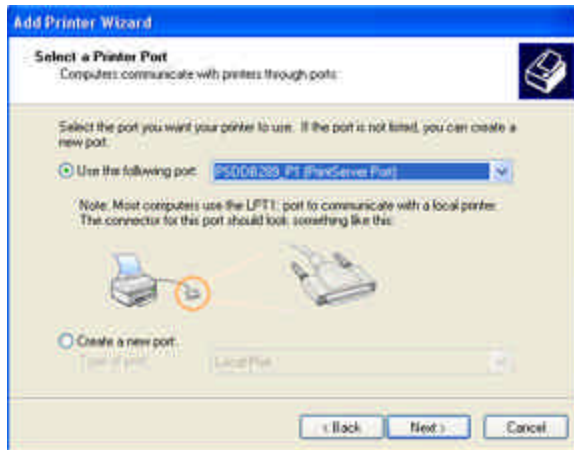 Add Printer Wizard
Select a Printer Port
Computers communicate with printers through ports.
Select the port you want your printer to use. If the port is not listed, you can create a
new port.
Use the following port:
PSDDB289_P1 (PrintServer Port)
Note: Most computers use the LPT1: port to communicate with a local printer.
The connector for this port should look something like this:
Create a new port:
Type of port:
Local Port
< Back
Next >
Cancel